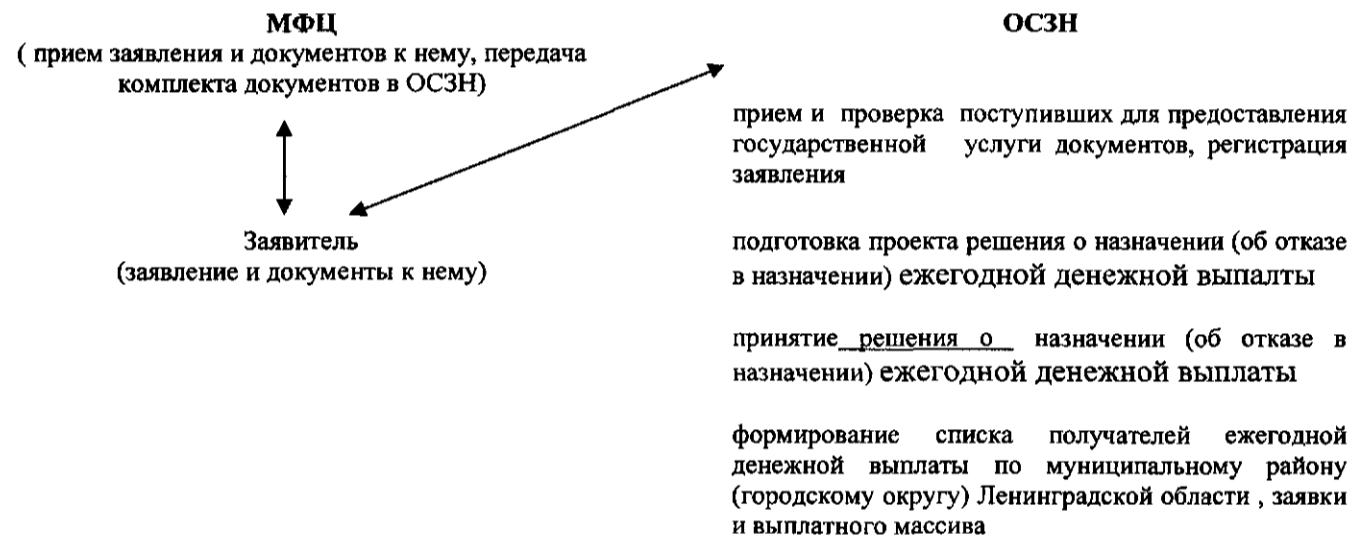 МФЦ
( прием заявления и документов к нему, передача
комплекта документов в ОСЗН)
Заявитель
(заявление и документы к нему)
ОСЗН
прием и проверка поступивших для предоставления
государственной услуги документов, регистрация
заявления
подготовка проекта решения о назначении (об отказе
в назначении) ежегодной денежной выпалты
принятие решения о назначении (об отказе в
назначении) ежегодной денежной выплаты
формирование списка получателей ежегодной
денежной выплаты по муниципальному району
(городскому округу) Ленинградской области , заявки
и выплатного массива